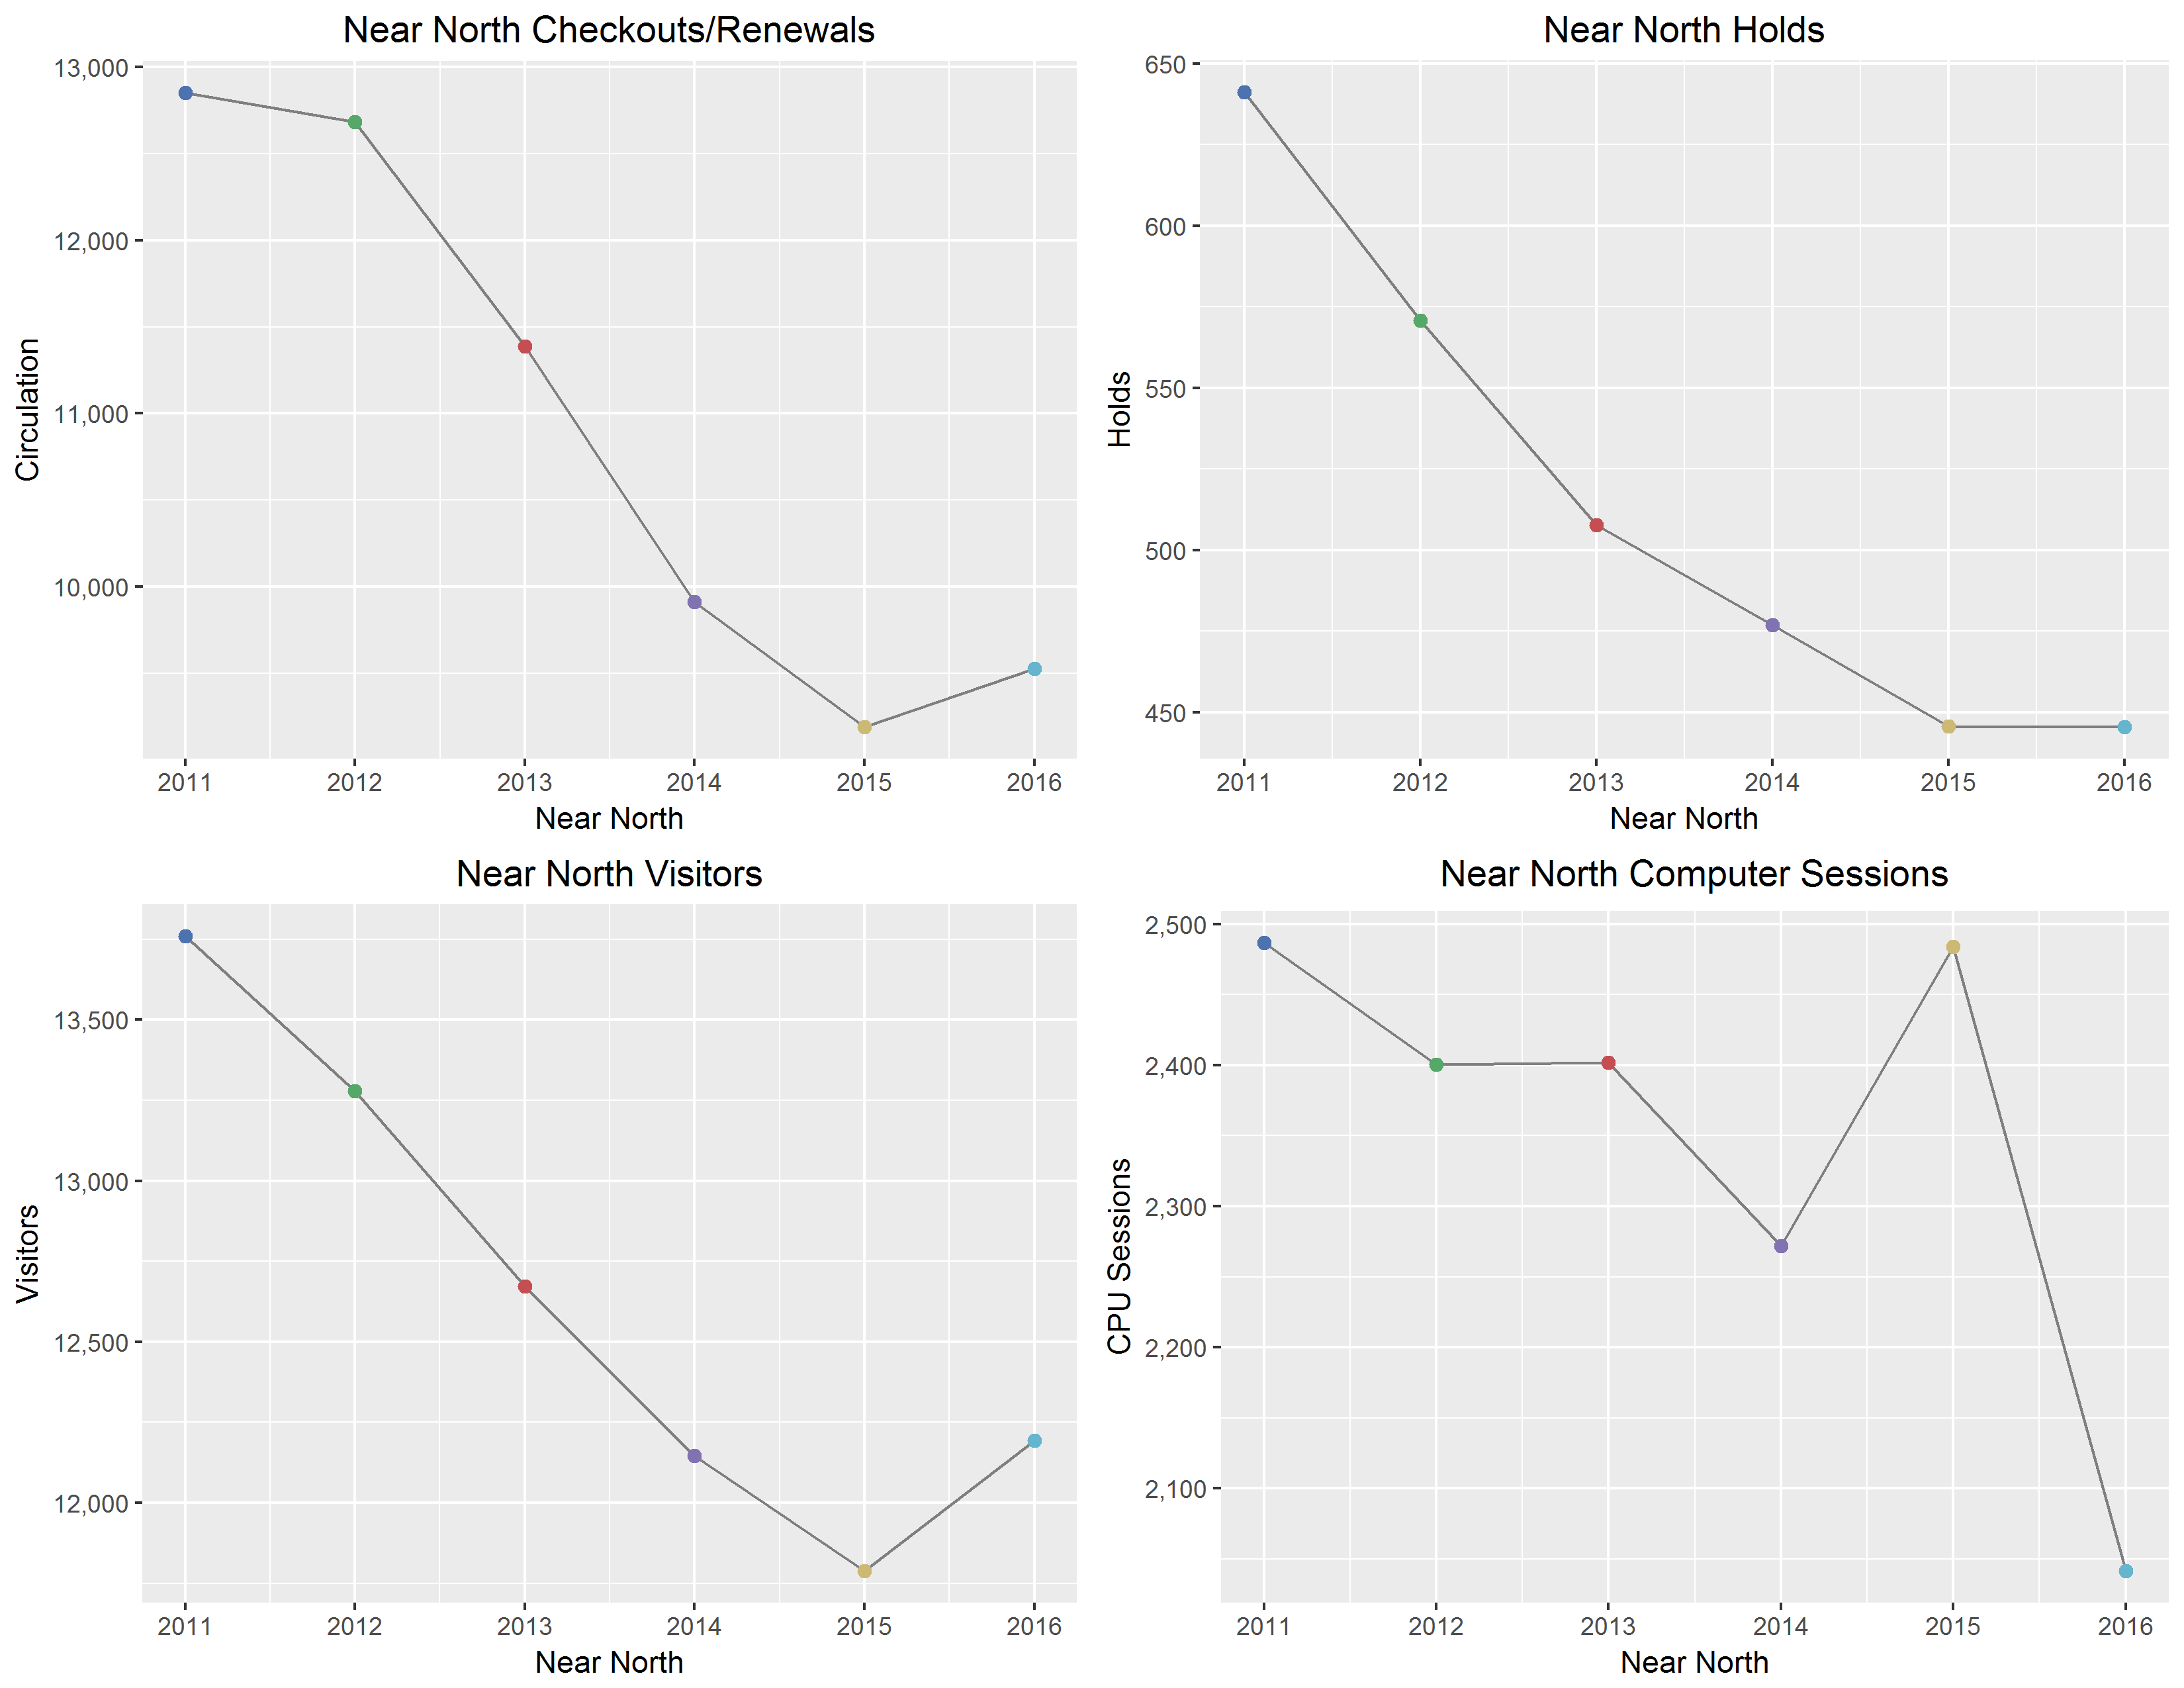 Near North Checkouts/Renewals
Circulation
13,000
12,000
11,000
10,000
2011 2012 2013 2014 2015 2016
Near North
Near North Holds
Holds
650
600
550
500
450
2011 2012 2013 2014 2015 2016
Near North
Near North Visitors
Visitors
13,500
13,000
12,500
12,000
2011 2012 2013 2014 2015 2016
Near North
Near North Computer Sessions
CPU Sessions
2,500
2,400
2,300
2,200
2,100
2011 2012 2013 2014 2015 2016
Near North